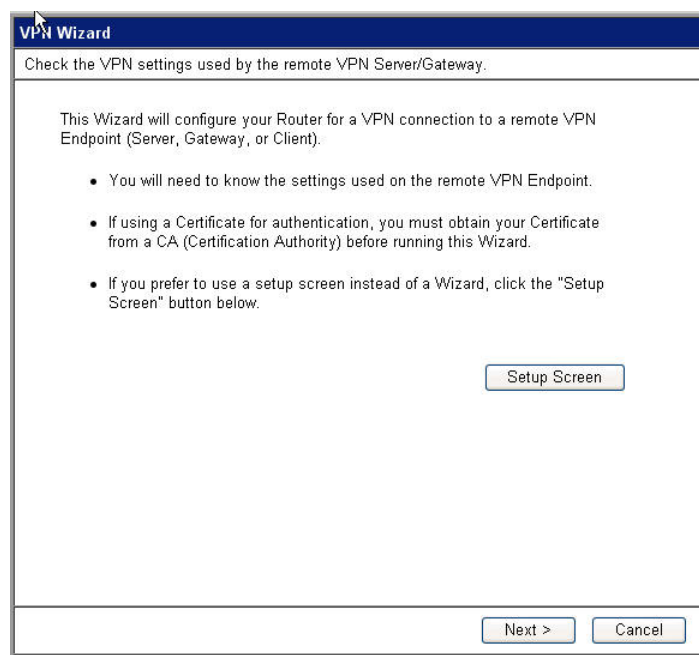 VPN Wizard
Check the VPN settings used by the remote VPN Server/Gateway.
This Wizard will configure your Router for a VPN connection to a remote VPN
Endpoint (Server, Gateway, or Client).
• You will need to know the settings used on the remote VPN Endpoint.
• If using a Certificate for authentication, you must obtain your Certificate
from a CA (Certification Authority) before running this Wizard.
• If you prefer to use a setup screen instead of a Wizard, click the "Setup
Screen" button below.
Setup Screen
Next > Cancel